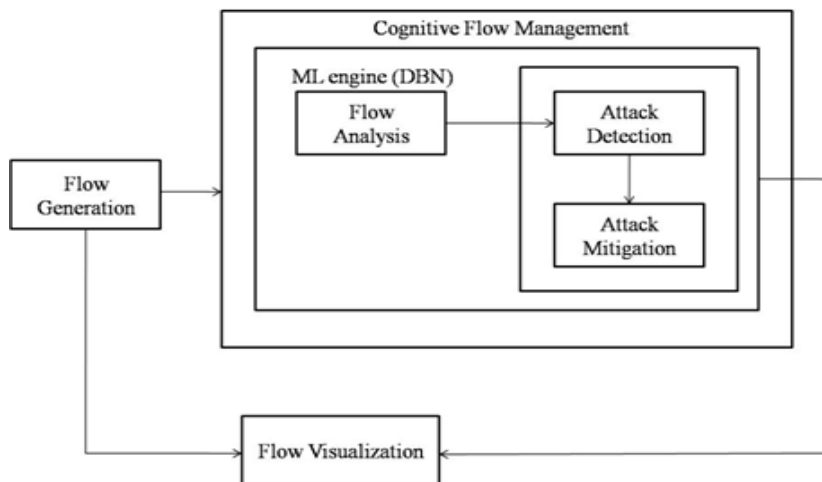 Cognitive Flow Management
ML engine (DBN)
Flow
Analysis
Attack
Detection
Flow
Generation
Attack
Mitigation
Flow Visualization